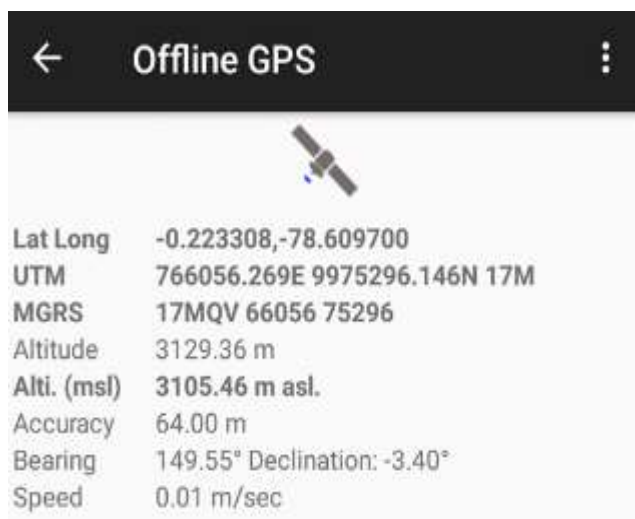 Offline GPS
Lat Long -0.223308,-78.609700
UTM 766056.269E 9975296.146N 17M
MGRS 17MQV 66056 75296
Altitude 3129.36 m
Alti. (msl) 3105.46 m asl.
Accuracy 64.00 m
Bearing 149.55° Declination: -3.40°
Speed 0.01 m/sec